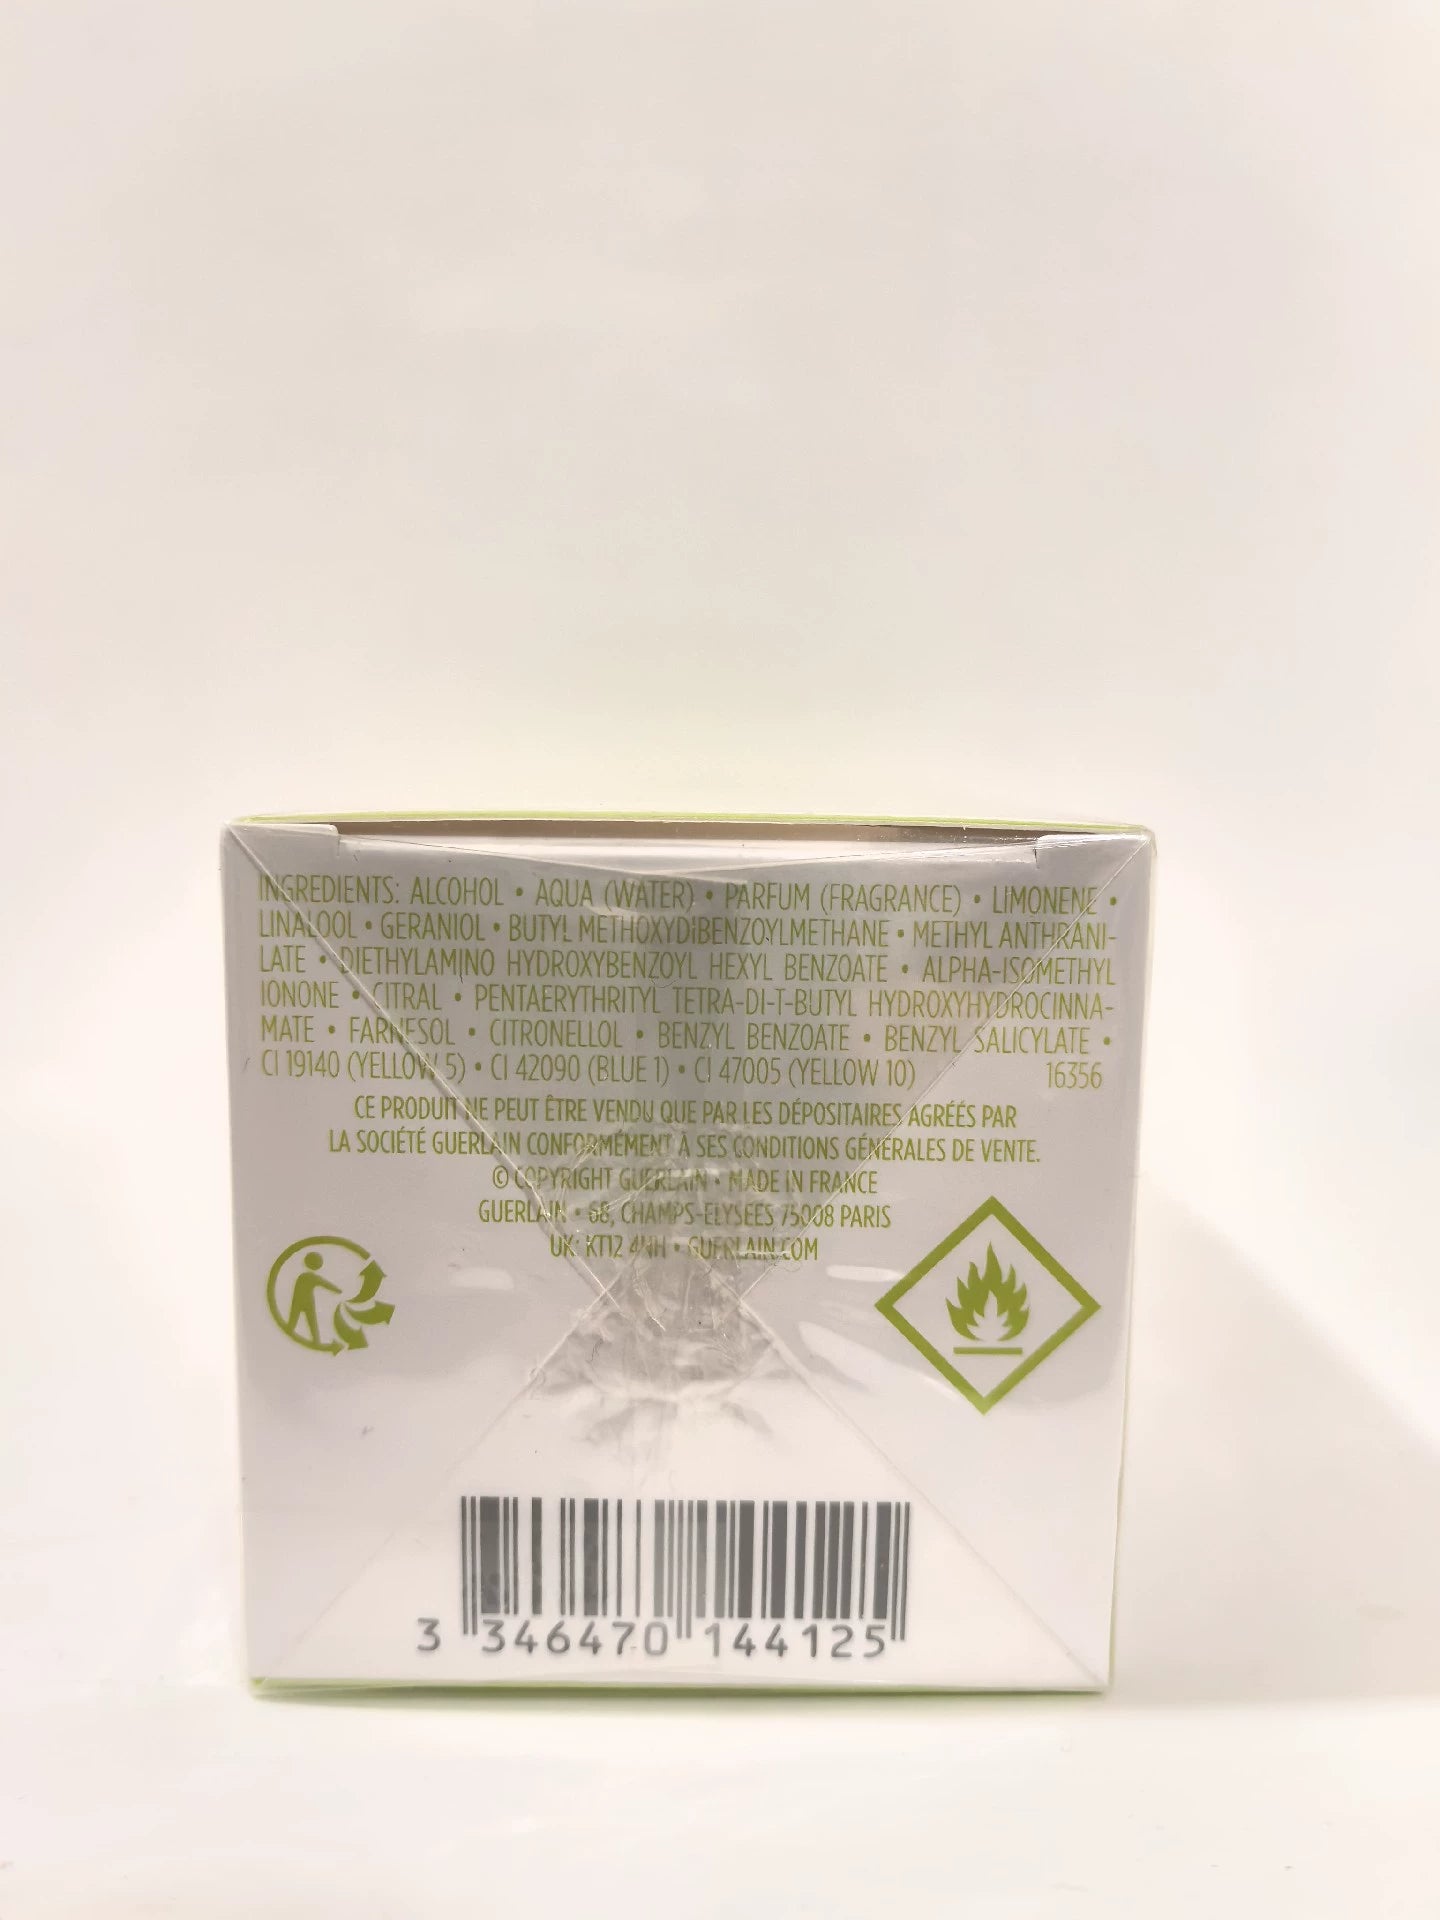 INGREDIENTS: ALCOHOL • AQUA (WATER) • PARFUM (FRAGRANCE) • LIMONENE •
LINALOOL • GERANIOL • BUTYL METHOXYDIBENZOYLMETHANE • METHYL ANTHRANI-
LATE • DIETHYLAMINO HYDROXYBENZOYL HEXYL BENZOATE • ALPHA-ISOMETHYL
IONONE • CITRAL • PENTAERYTHRITYL TETRA-DI-T-BUTYL HYDROXYHYDROCINNA-
MATE • FARNESOL • CITRONELLOL • BENZYL BENZOATE • BENZYL SALICYLATE •
CI 19140 (YELLOW 5) • CI 42090 (BLUE 1) • CI 47005 (YELLOW 10) 16356
CE PRODUIT NE PEUT ÊTRE VENDU QUE PAR LES DÉPOSITAIRES AGRÉÉS PAR
LA SOCIÉTÉ GUERLAIN CONFORMÉMENT À SES CONDITIONS GÉNÉRALES DE VENTE.
© COPYRIGHT GUERLAIN • MADE IN FRANCE
GUERLAIN • 68, CHAMPS-ELYSÉES 75008 PARIS
UK: KT12 4NH • GUERLAIN.COM
3 346470 144125